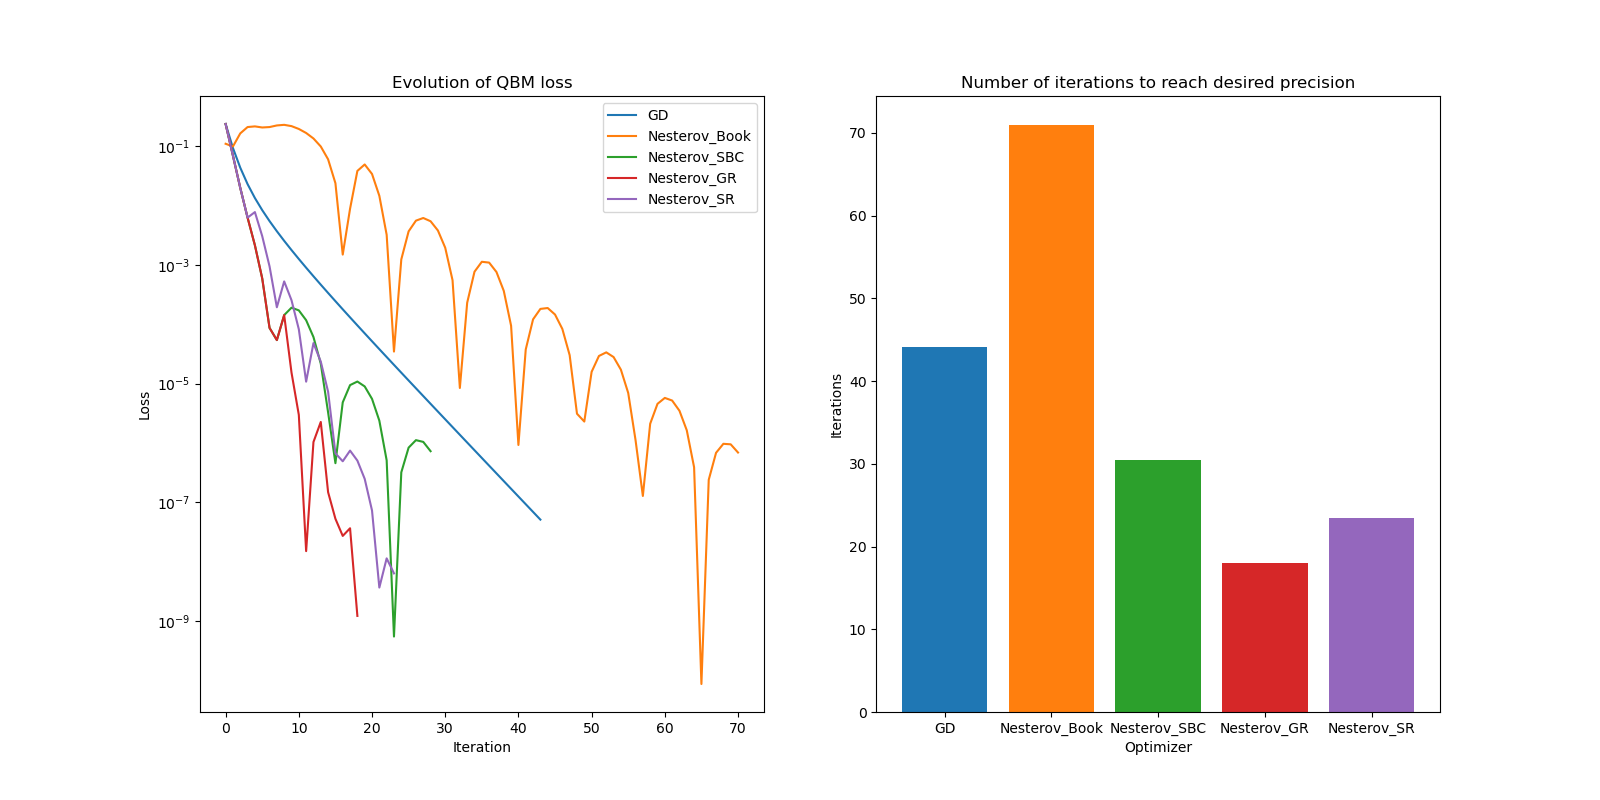 Evolution of QBM loss
GD
Nesterov_Book
Nesterov_SBC
Nesterov_GR
Nesterov_SR
10⁻¹
10⁻³
10⁻⁵
10⁻⁷
10⁻⁹
Loss
0 10 20 30 40 50 60 70
Iteration
Number of iterations to reach desired precision
70
60
50
40
30
20
10
0
Iterations
GD Nesterov_Book Nesterov_SBC Nesterov_GR Nesterov_SR
Optimizer